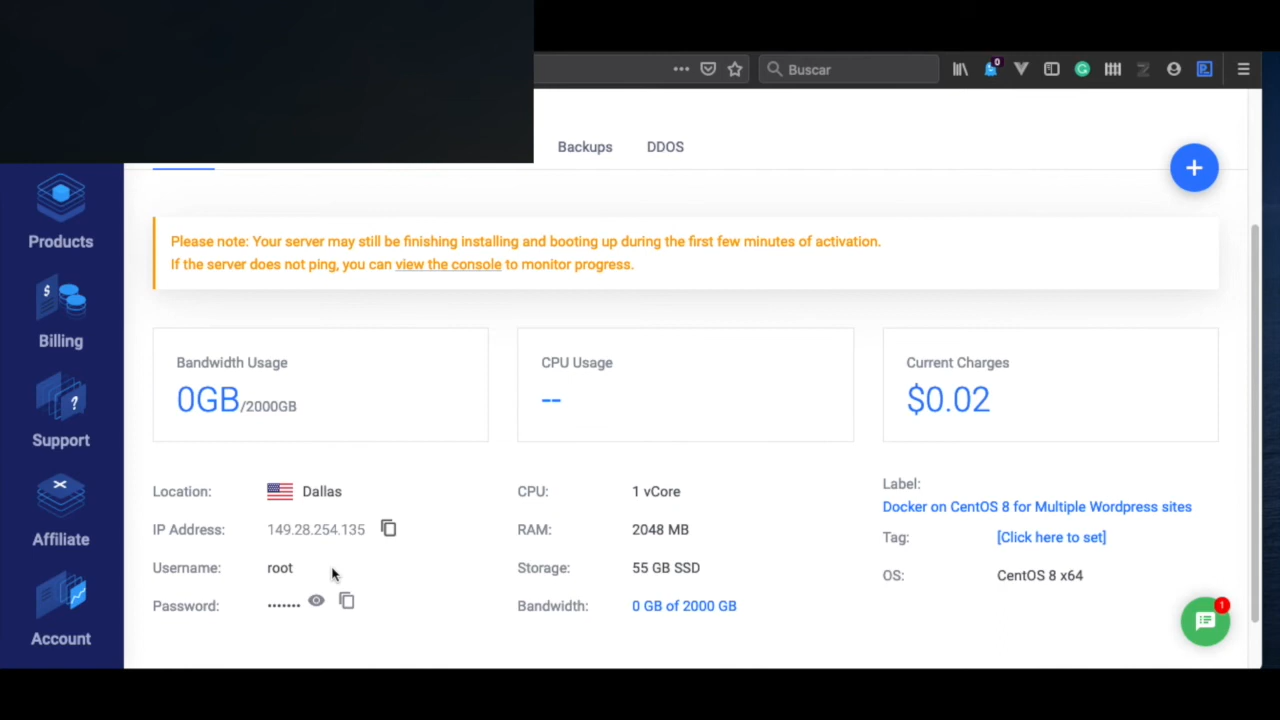 Buscar
0
Backups
DDOS
Products
Billing
Support
Affiliate
Account
Please note: Your server may still be finishing installing and booting up during the first few minutes of activation.
If the server does not ping, you can view the console to monitor progress.
Bandwidth Usage
0GB/2000GB
CPU Usage
--
Current Charges
$0.02
Location: Dallas
IP Address: 149.28.254.135
Username: root
Password: •••••••
CPU: 1 vCore
RAM: 2048 MB
Storage: 55 GB SSD
Bandwidth: 0 GB of 2000 GB
Label:
Docker on CentOS 8 for Multiple Wordpress sites
Tag: [Click here to set]
OS: CentOS 8 x64
1